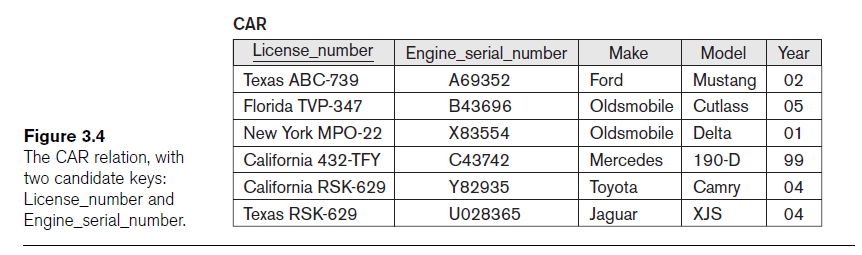 CAR
License_number Engine_serial_number Make Model Year
Texas ABC-739 A69352 Ford Mustang 02
Florida TVP-347 B43696 Oldsmobile Cutlass 05
New York MPO-22 X83554 Oldsmobile Delta 01
California 432-TFY C43742 Mercedes 190-D 99
California RSK-629 Y82935 Toyota Camry 04
Texas RSK-629 U028365 Jaguar XJS 04
Figure 3.4
The CAR relation, with
two candidate keys:
License_number and
Engine_serial_number.